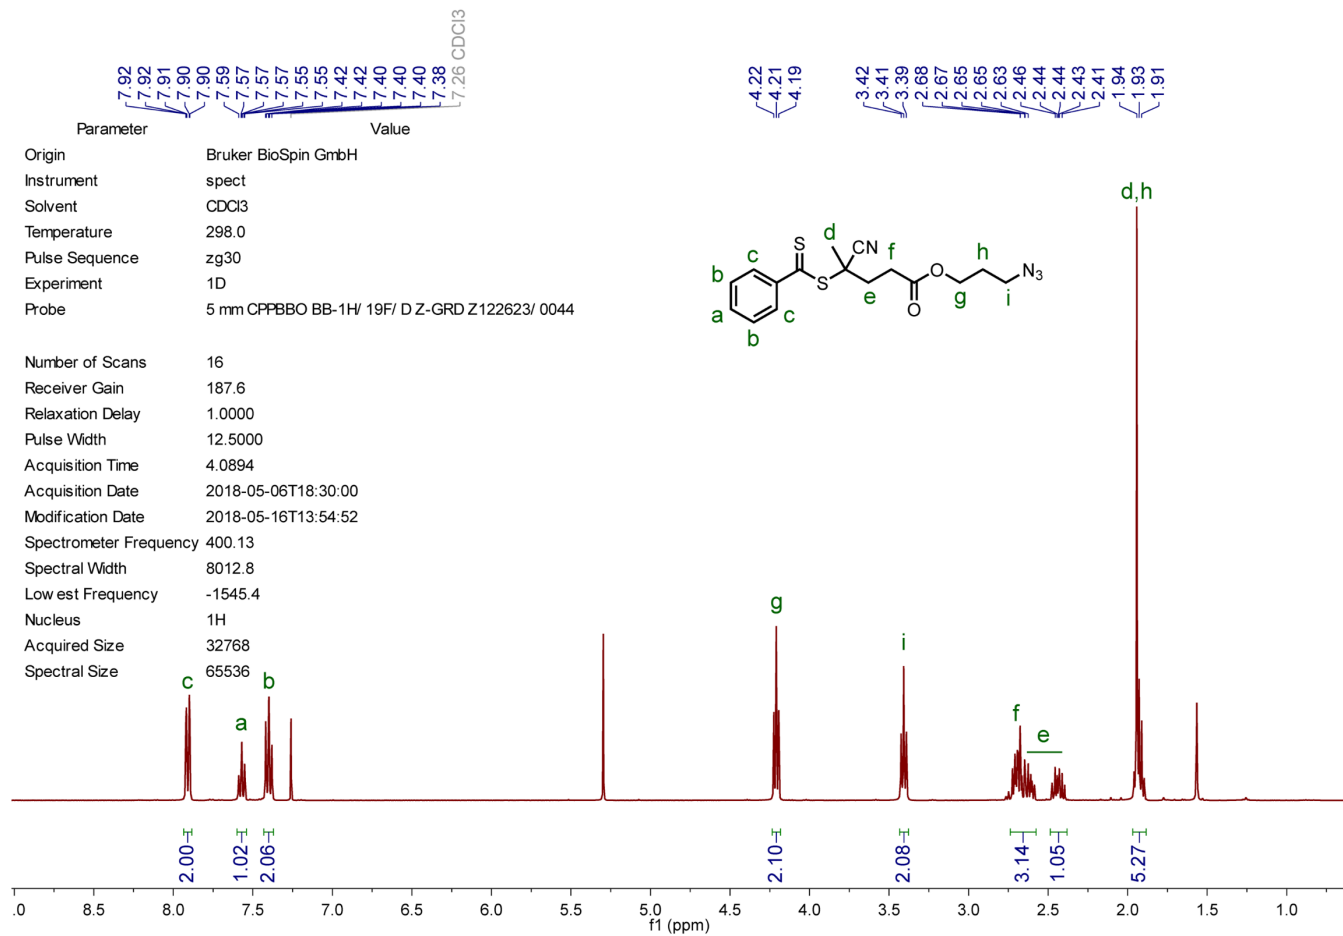 7.92
7.92
7.91
7.90
7.90
7.59
7.57
7.57
7.57
7.55
7.55
7.42
7.42
7.40
7.40
7.40
7.38
7.26 CDCl3
4.22
4.21
4.19
3.42
3.41
3.39
2.68
2.67
2.65
2.65
2.63
2.46
2.44
2.44
2.43
2.41
1.94
1.93
1.91
Parameter Value
Origin Bruker BioSpin GmbH
Instrument spect
Solvent CDCl3
Temperature 298.0
Pulse Sequence zg30
Experiment 1D
Probe 5 mm CPPBBO BB-1H/ 19F/ D Z-GRD Z122623/ 0044
Number of Scans 16
Receiver Gain 187.6
Relaxation Delay 1.0000
Pulse Width 12.5000
Acquisition Time 4.0894
Acquisition Date 2018-05-06T18:30:00
Modification Date 2018-05-16T13:54:52
Spectrometer Frequency 400.13
Spectral Width 8012.8
Lowest Frequency -1545.4
Nucleus 1H
Acquired Size 32768
Spectral Size 65536
d,h
d
S CN f h
c
b O N3
S
e g i
a c O
b
c a b g i f e
2.00 1.02 2.06 2.10 2.08 3.14 1.05 5.27
.0 8.5 8.0 7.5 7.0 6.5 6.0 5.5 5.0 4.5 4.0 3.5 3.0 2.5 2.0 1.5 1.0
f1 (ppm)